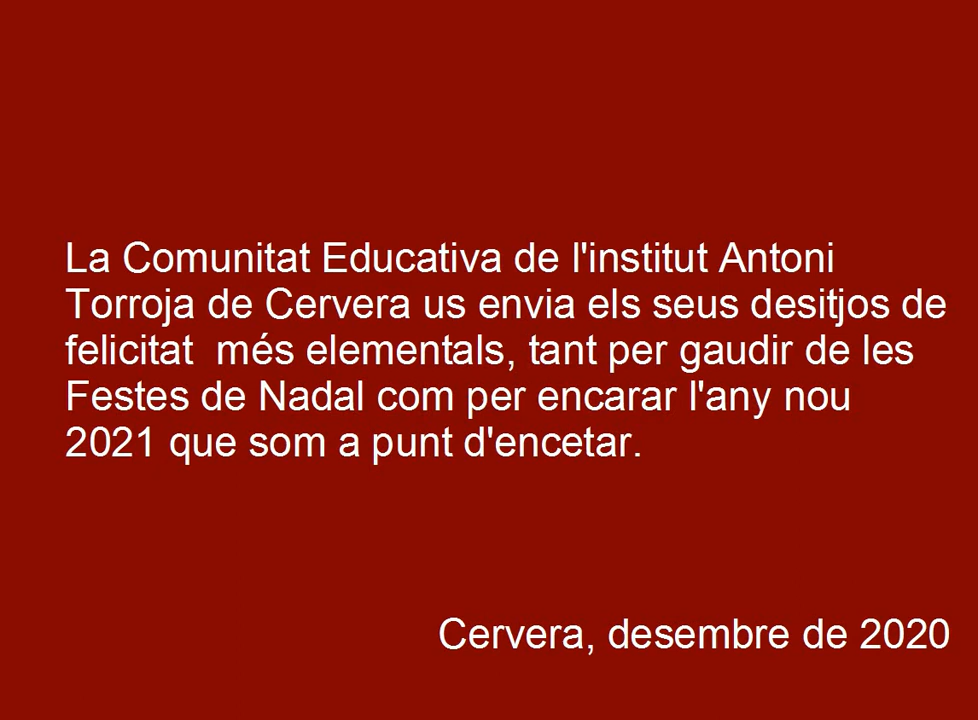 La Comunitat Educativa de l'institut Antoni
Torroja de Cervera us envia els seus desitjos de
felicitat  més elementals, tant per gaudir de les
Festes de Nadal com per encarar l'any nou
2021 que som a punt d'encetar.
Cervera, desembre de 2020